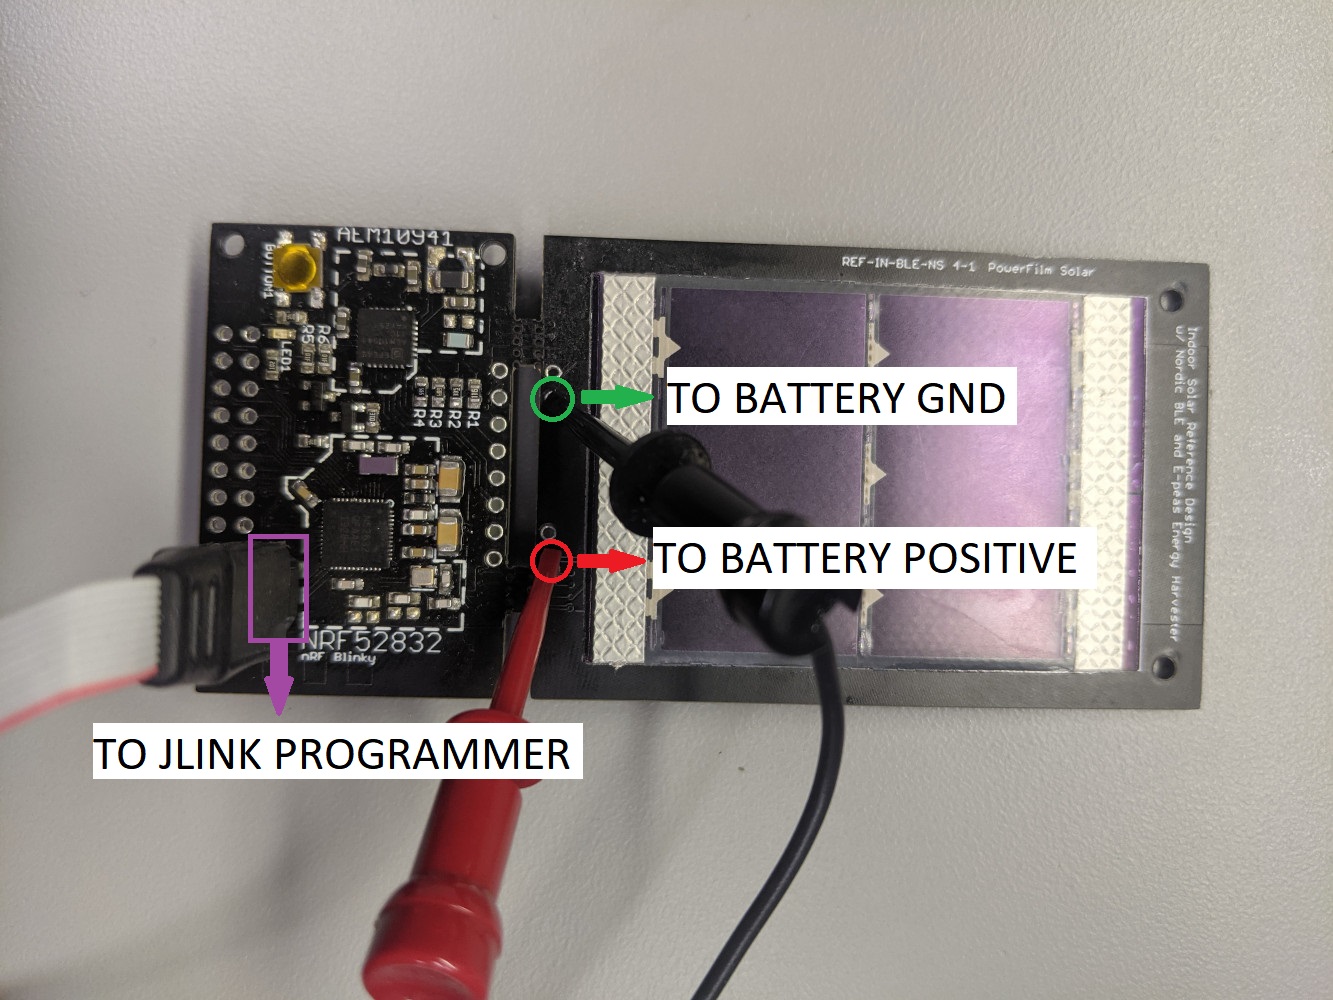 AEM10941
BUTTON1
REF-IN-BLE-NS 4-1 PowerFilm Solar
Indoor Solar Reference Design
w/ Nordic BLE and E-peas Energy Harvester
R6
R5
LED1
R1
R2
R3
R4
TO BATTERY GND
TO BATTERY POSITIVE
NRF52832
nRF Blinky
TO JLINK PROGRAMMER